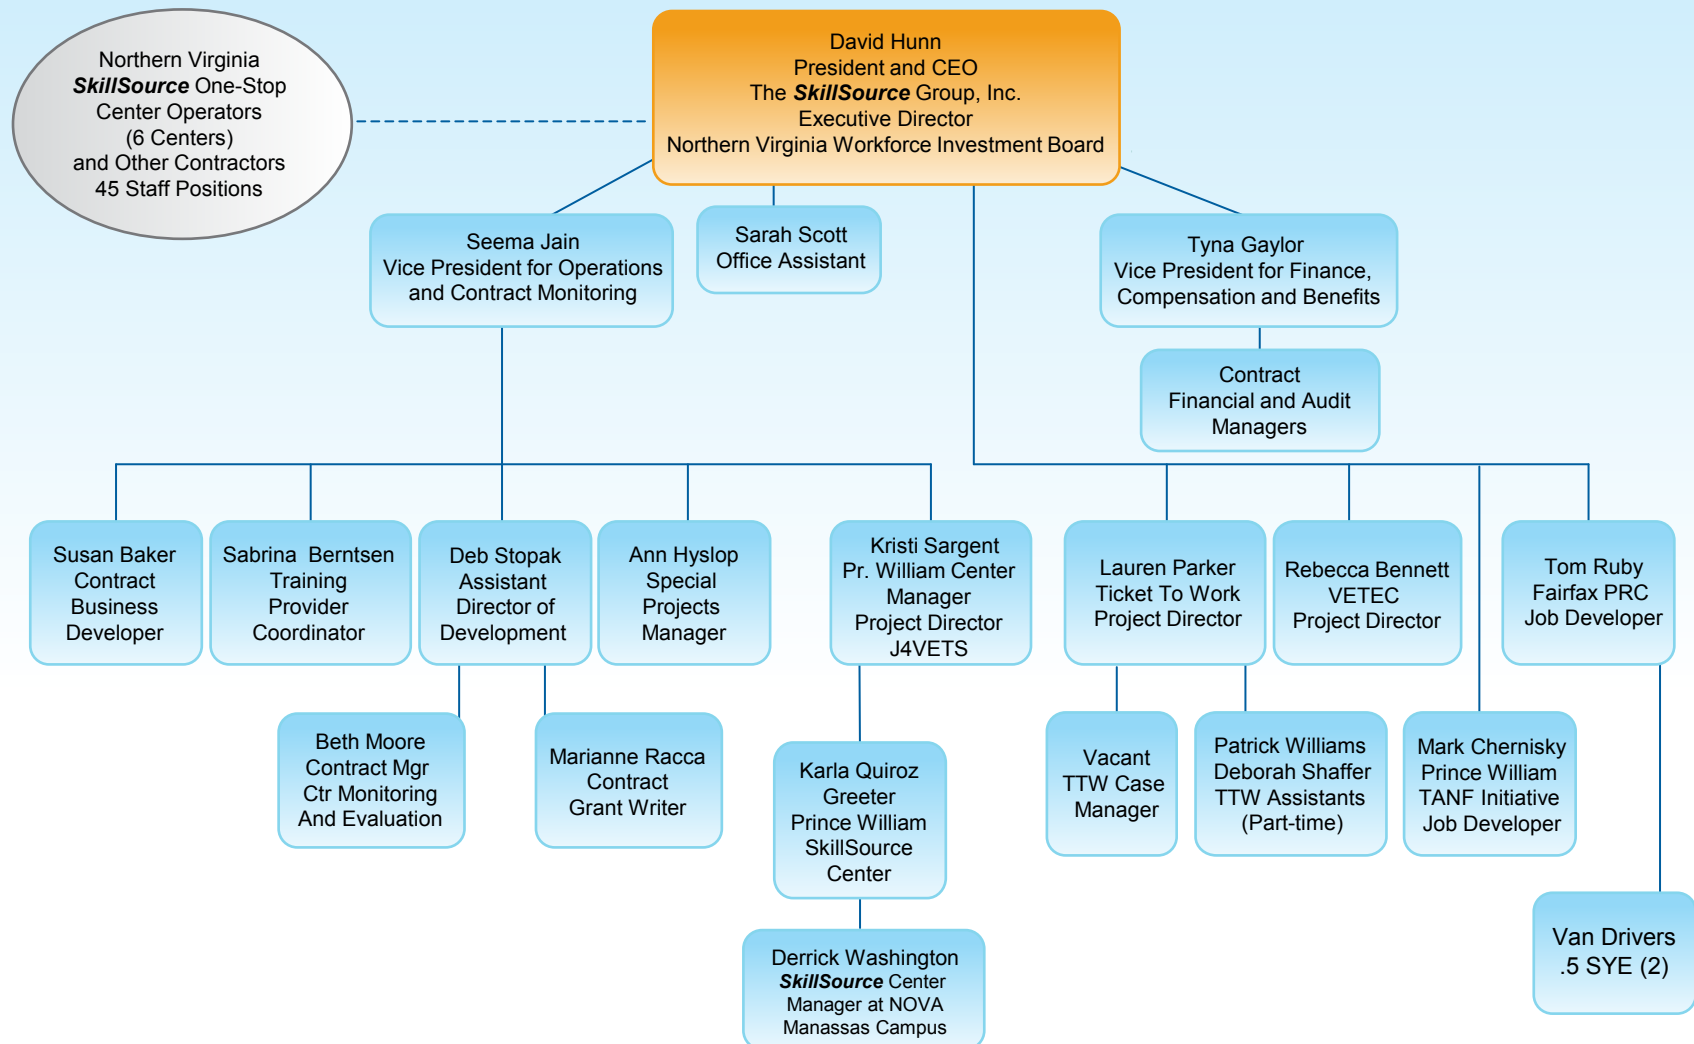 Northern Virginia
SkillSource One-Stop
Center Operators
(6 Centers)
and Other Contractors
45 Staff Positions
David Hunn
President and CEO
The SkillSource Group, Inc.
Executive Director
Northern Virginia Workforce Investment Board
Seema Jain
Vice President for Operations
and Contract Monitoring
Sarah Scott
Office Assistant
Tyna Gaylor
Vice President for Finance,
Compensation and Benefits
Contract
Financial and Audit
Managers
Susan Baker
Contract
Business
Developer
Sabrina Berntsen
Training
Provider
Coordinator
Deb Stopak
Assistant
Director of
Development
Ann Hyslop
Special
Projects
Manager
Kristi Sargent
Pr. William Center
Manager
Project Director
J4VETS
Lauren Parker
Ticket To Work
Project Director
Rebecca Bennett
VETEC
Project Director
Tom Ruby
Fairfax PRC
Job Developer
Beth Moore
Contract Mgr
Ctr Monitoring
And Evaluation
Marianne Racca
Contract
Grant Writer
Karla Quiroz
Greeter
Prince William
SkillSource
Center
Vacant
TTW Case
Manager
Patrick Williams
Deborah Shaffer
TTW Assistants
(Part-time)
Mark Chernisky
Prince William
TANF Initiative
Job Developer
Derrick Washington
SkillSource Center
Manager at NOVA
Manassas Campus
Van Drivers
.5 SYE (2)